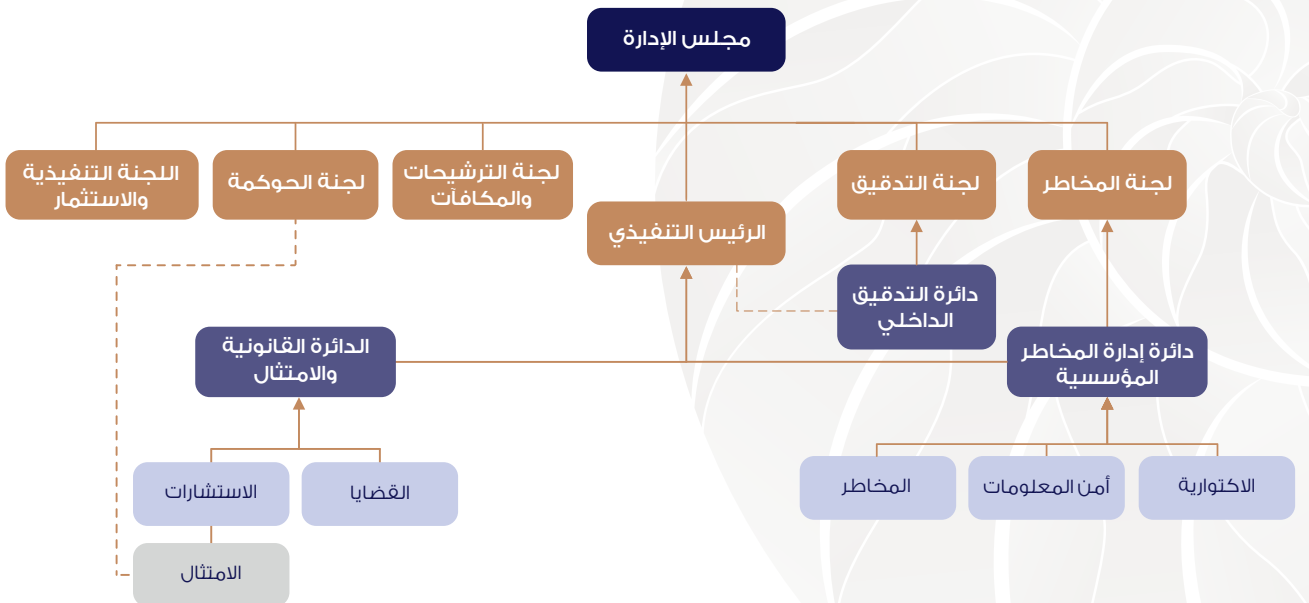 مجلس الإدارة
لجنة المخاطر
لجنة التدقيق
لجنة الترشيحات
والمكافآت
لجنة الحوكمة
اللجنة التنفيذية
والاستثمار
الرئيس التنفيذي
دائرة التدقيق
الداخلي
دائرة إدارة المخاطر
المؤسسية
الدائرة القانونية
والامتثال
الاكتوارية
أمن المعلومات
المخاطر
القضايا
الاستشارات
الامتثال